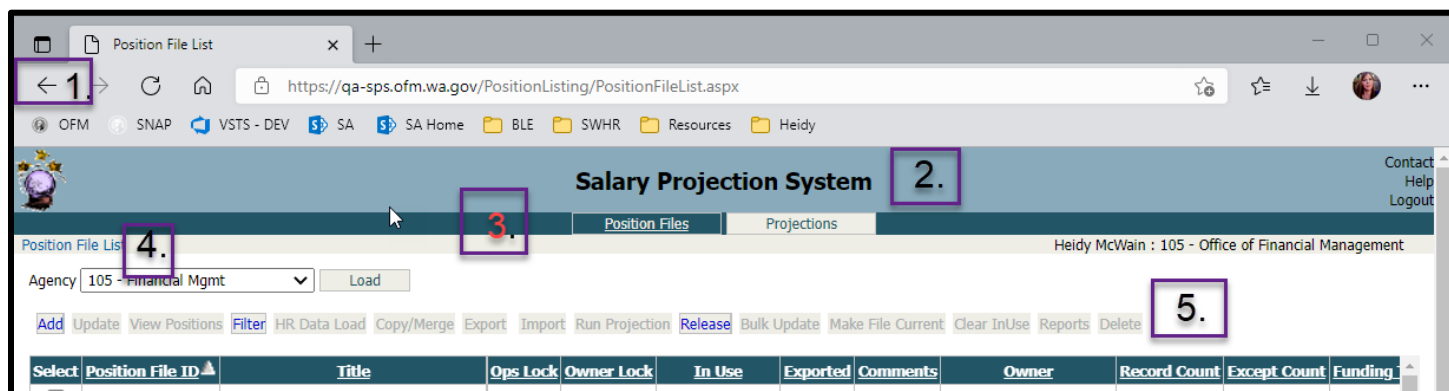 Position File List
1.
https://qa-sps.ofm.wa.gov/PositionListing/PositionFileList.aspx
OFM SNAP VSTS - DEV SA SA Home BLE SWHR Resources Heidy
Salary Projection System 2.
Contact
Help
Logout
3.
Position Files Projections
Position File List 4. Heidy McWain : 105 - Office of Financial Management
Agency 105 - Financial Mgmt Load
5.
Add Update View Positions Filter HR Data Load Copy/Merge Export Import Run Projection Release Bulk Update Make File Current Clear InUse Reports Delete
Select Position File ID Title Ops Lock Owner Lock In Use Exported Comments Owner Record Count Except Count Funding